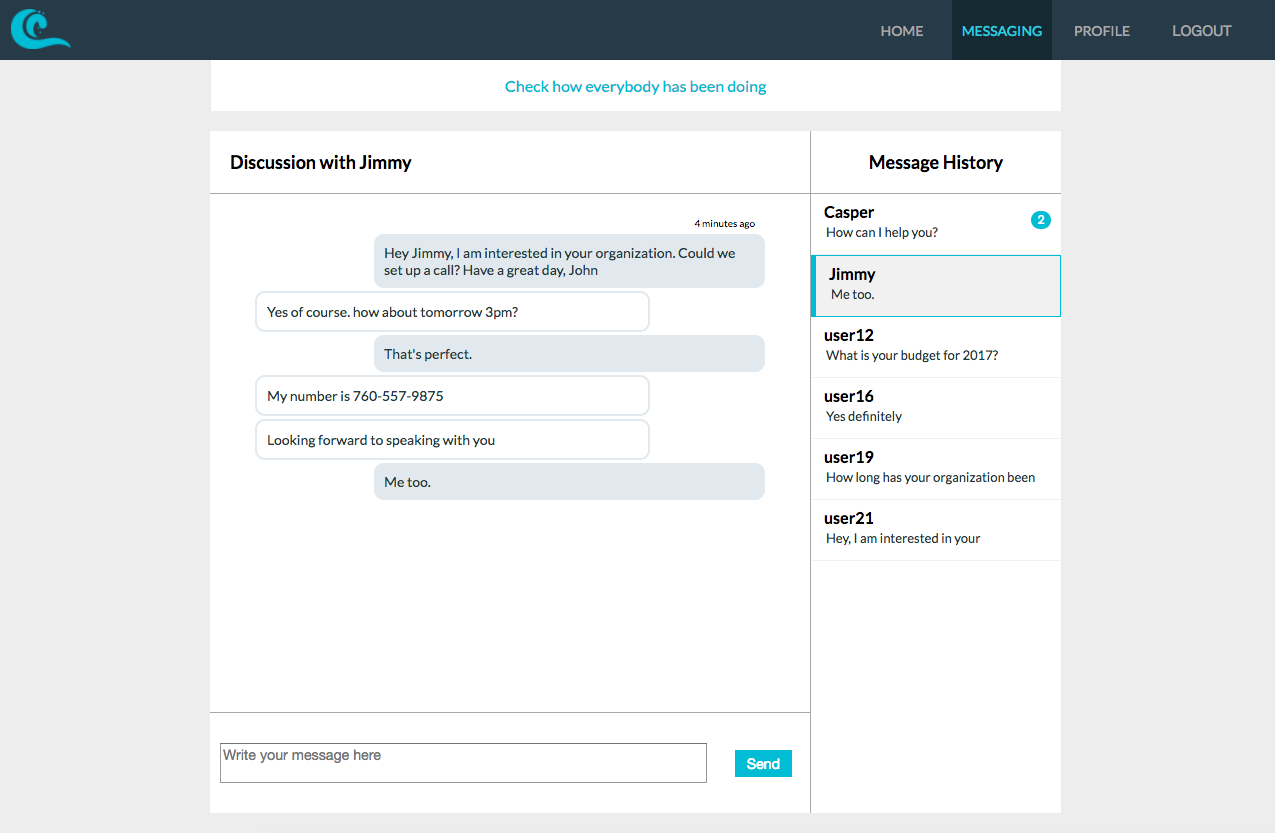 HOME MESSAGING PROFILE LOGOUT
Check how everybody has been doing
Discussion with Jimmy
4 minutes ago
Hey Jimmy, I am interested in your organization. Could we
set up a call? Have a great day, John
Yes of course. how about tomorrow 3pm?
That's perfect.
My number is 760-557-9875
Looking forward to speaking with you
Me too.
Write your message here
Send
Message History
Casper
2
How can I help you?
Jimmy
Me too.
user12
What is your budget for 2017?
user16
Yes definitely
user19
How long has your organization been
user21
Hey, I am interested in your